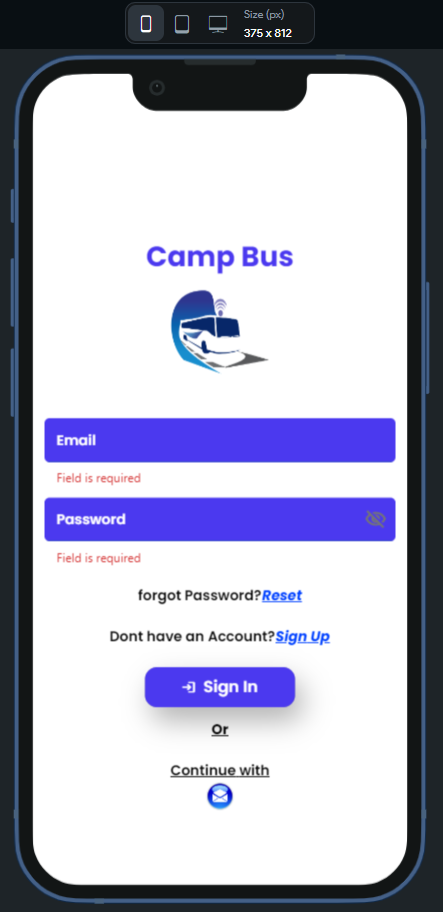 Size (px)
375 x 812
Camp Bus
Email
Field is required
Password
Field is required
forgot Password?Reset
Dont have an Account?Sign Up
Sign In
Or
Continue with